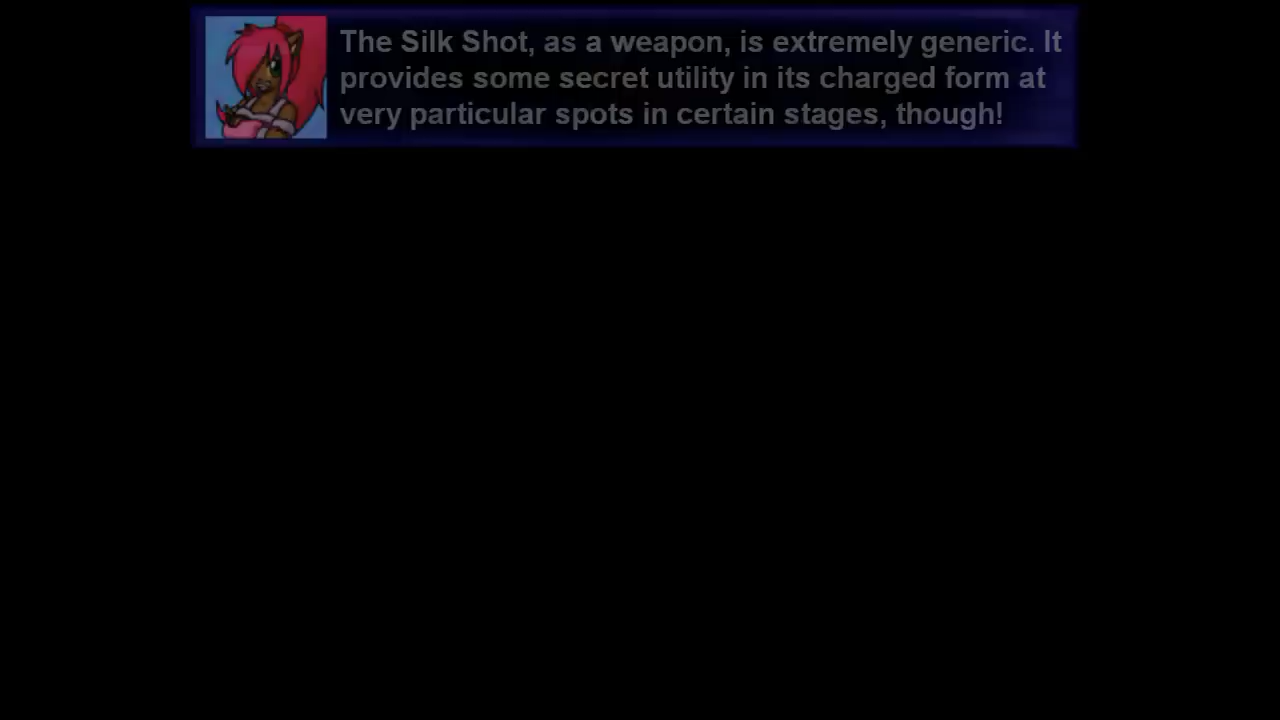 The Silk Shot, as a weapon, is extremely generic. It
provides some secret utility in its charged form at
very particular spots in certain stages, though!